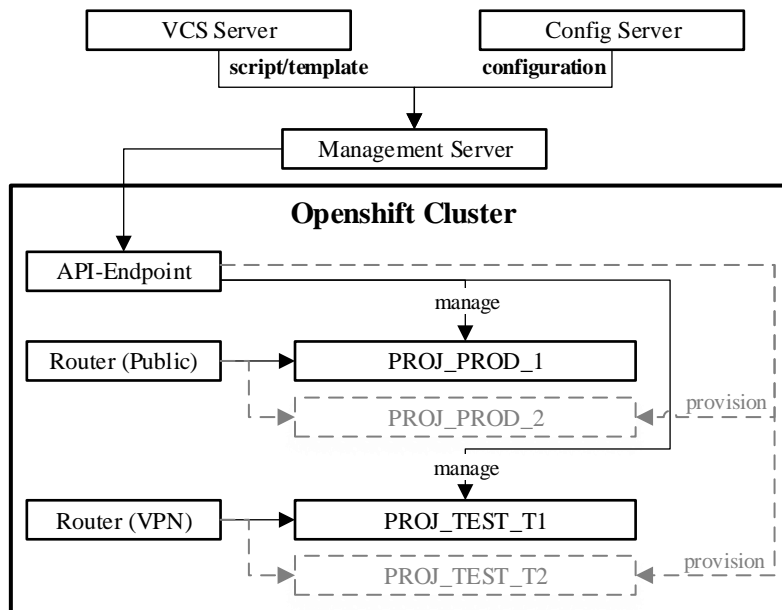 VCS Server
Config Server
script/template
configuration
Management Server
Openshift Cluster
API-Endpoint
manage
Router (Public)
PROJ_PROD_1
PROJ_PROD_2
provision
manage
Router (VPN)
PROJ_TEST_T1
PROJ_TEST_T2
provision